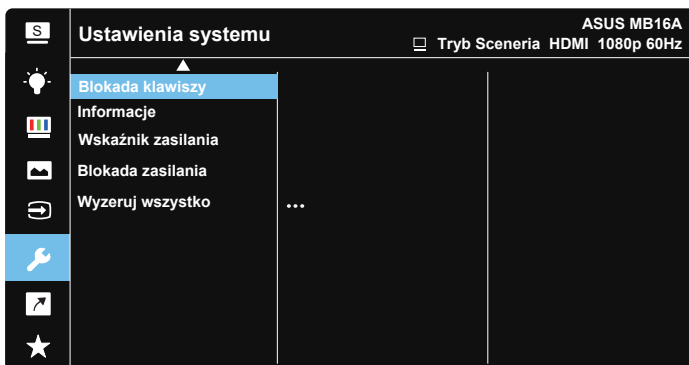 S
Ustawienia systemu
ASUS MB16A
Tryb Sceneria HDMI 1080p 60Hz
Blokada klawiszy
Informacje
Wskaźnik zasilania
Blokada zasilania
Wyzeruj wszystko
...